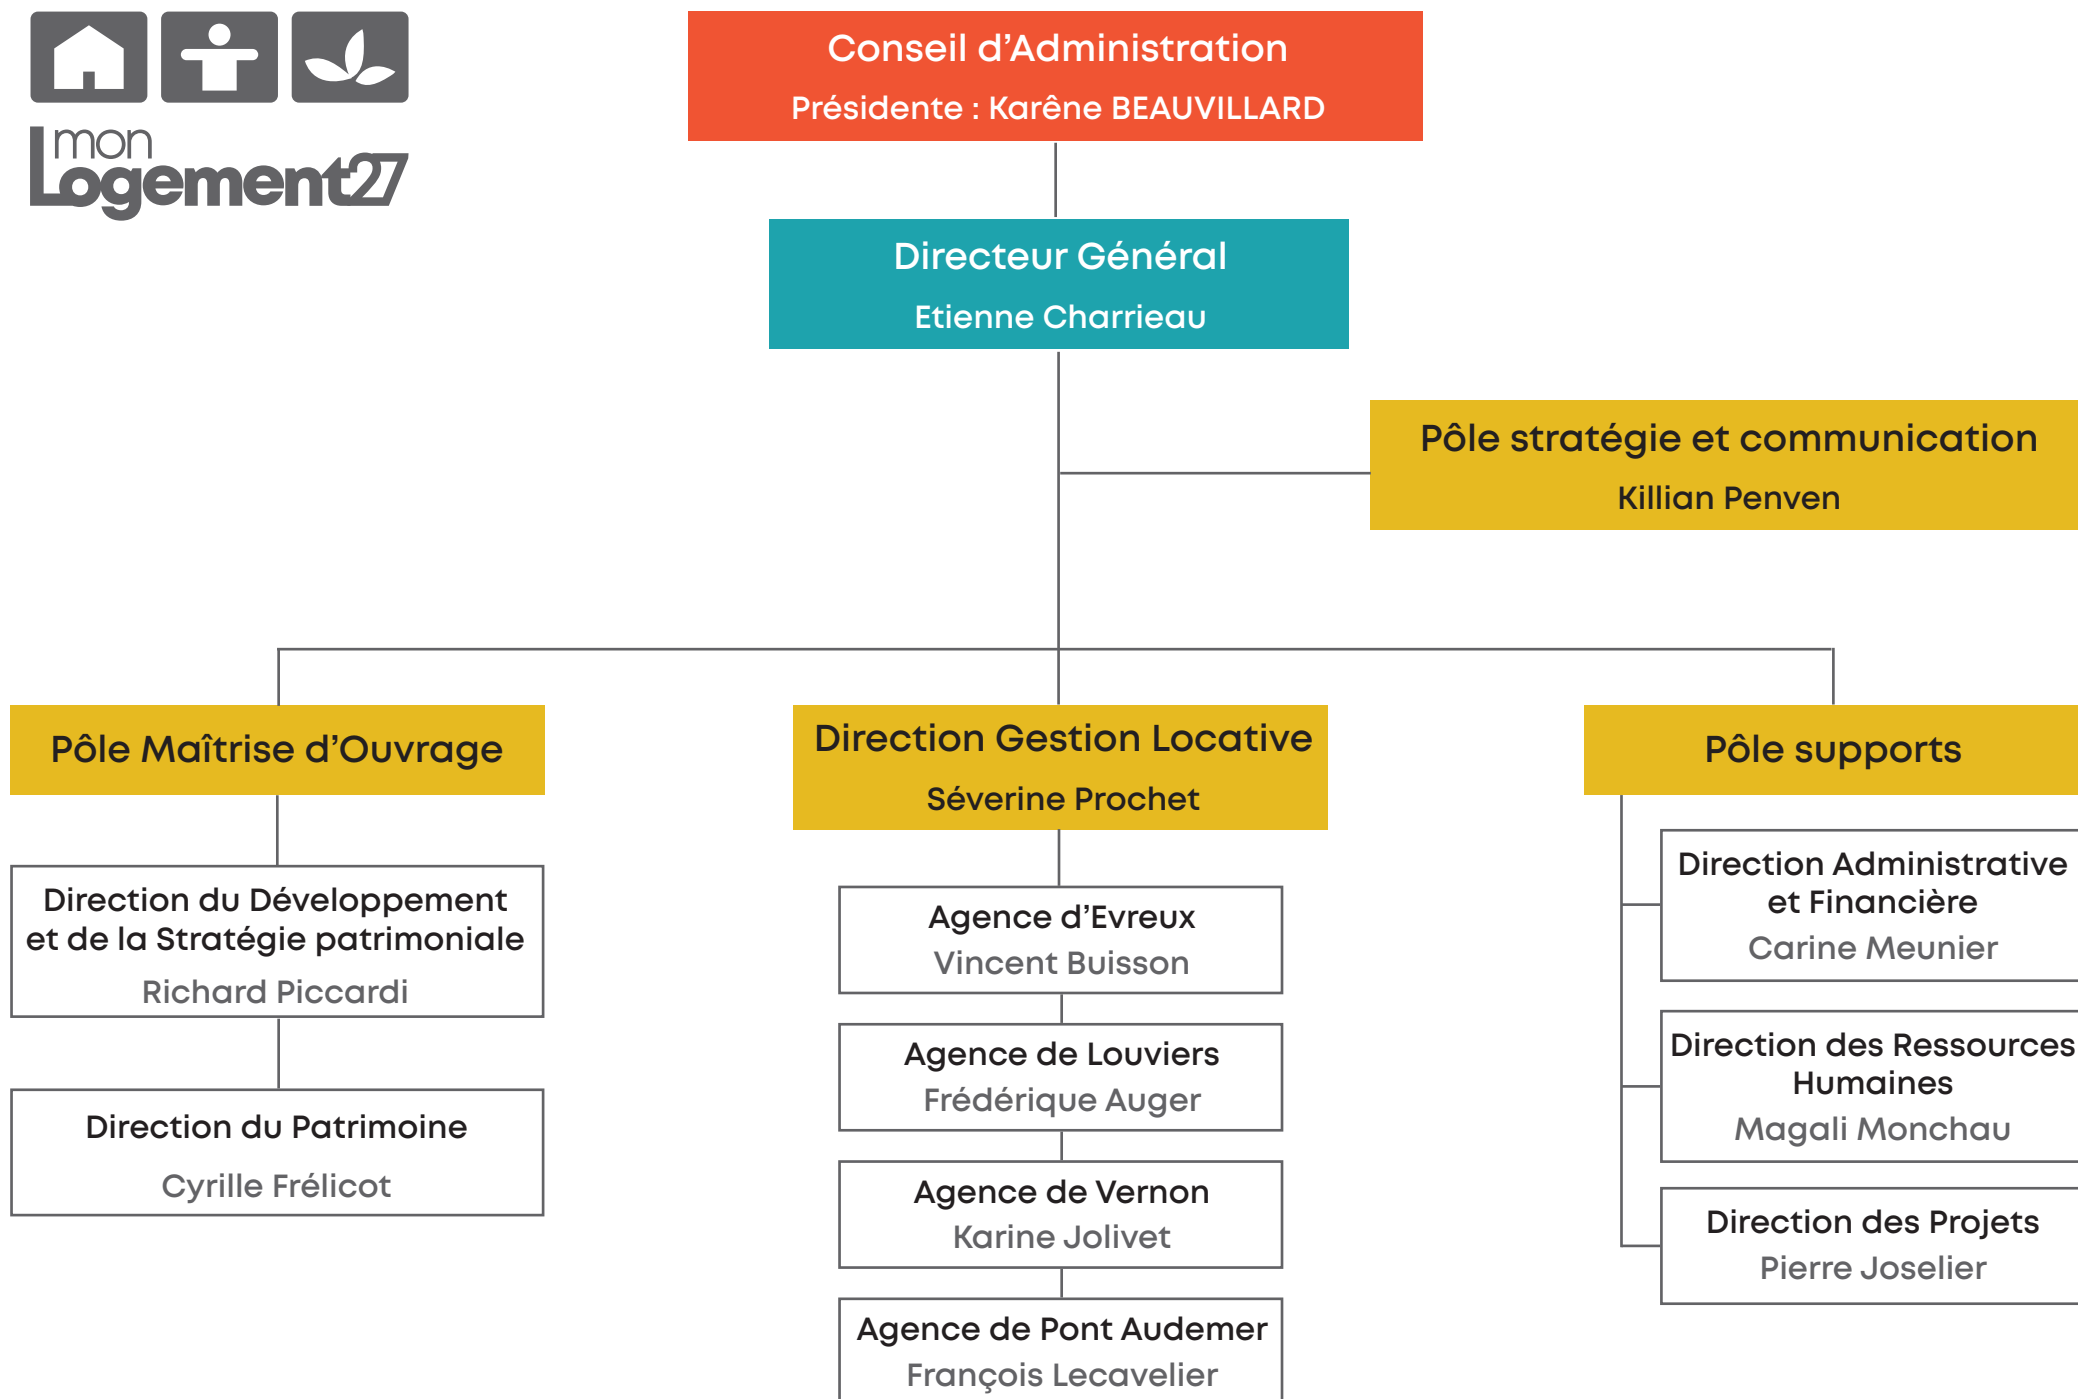 mon
Logement27
Conseil d’Administration
Présidente : Karêne BEAUVILLARD
Directeur Général
Etienne Charrieau
Pôle stratégie et communication
Killian Penven
Pôle Maîtrise d’Ouvrage
Direction du Développement
et de la Stratégie patrimoniale
Richard Piccardi
Direction du Patrimoine
Cyrille Frélicot
Direction Gestion Locative
Séverine Prochet
Agence d’Evreux
Vincent Buisson
Agence de Louviers
Frédérique Auger
Agence de Vernon
Karine Jolivet
Agence de Pont Audemer
François Lecavelier
Pôle supports
Direction Administrative
et Financière
Carine Meunier
Direction des Ressources
Humaines
Magali Monchau
Direction des Projets
Pierre Joselier